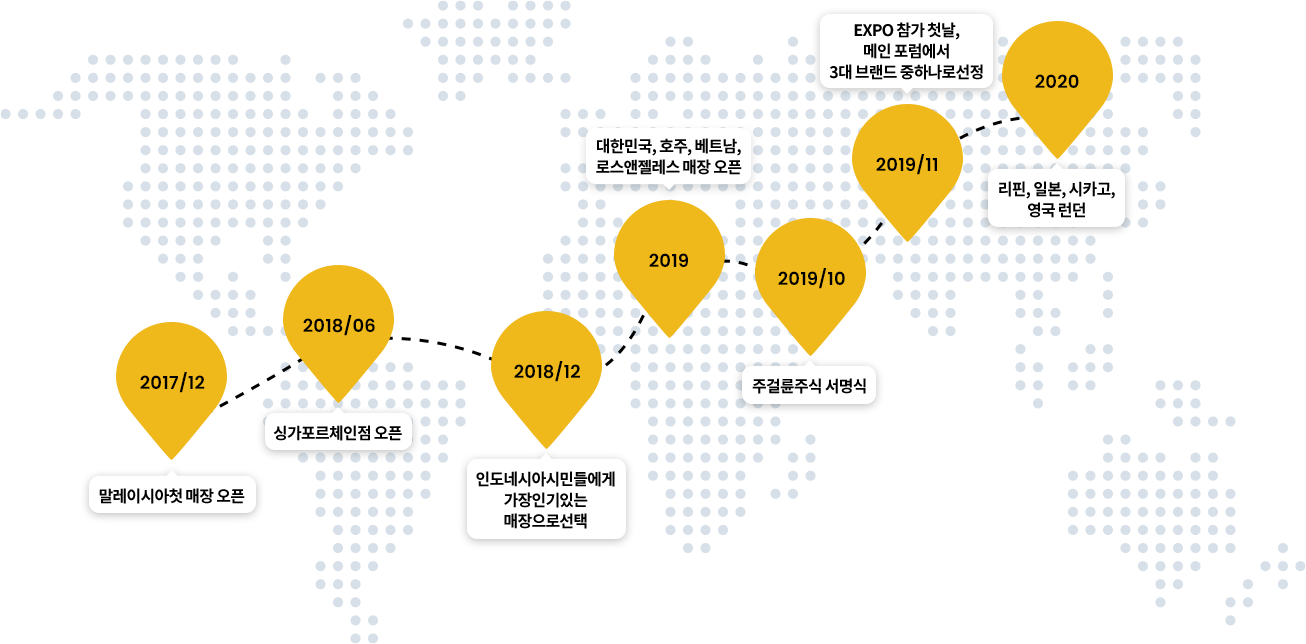 2017/12
말레이시아첫 매장 오픈
2018/06
싱가포르체인점 오픈
2018/12
인도네시아시민들에게
가장인기있는
매장으로선택
대한민국, 호주, 베트남,
로스앤젤레스 매장 오픈
2019
2019/10
주걸륜주식 서명식
EXPO 참가 첫날,
메인 포럼에서
3대 브랜드 중하나로선정
2019/11
2020
리핀, 일본, 시카고,
영국 런던